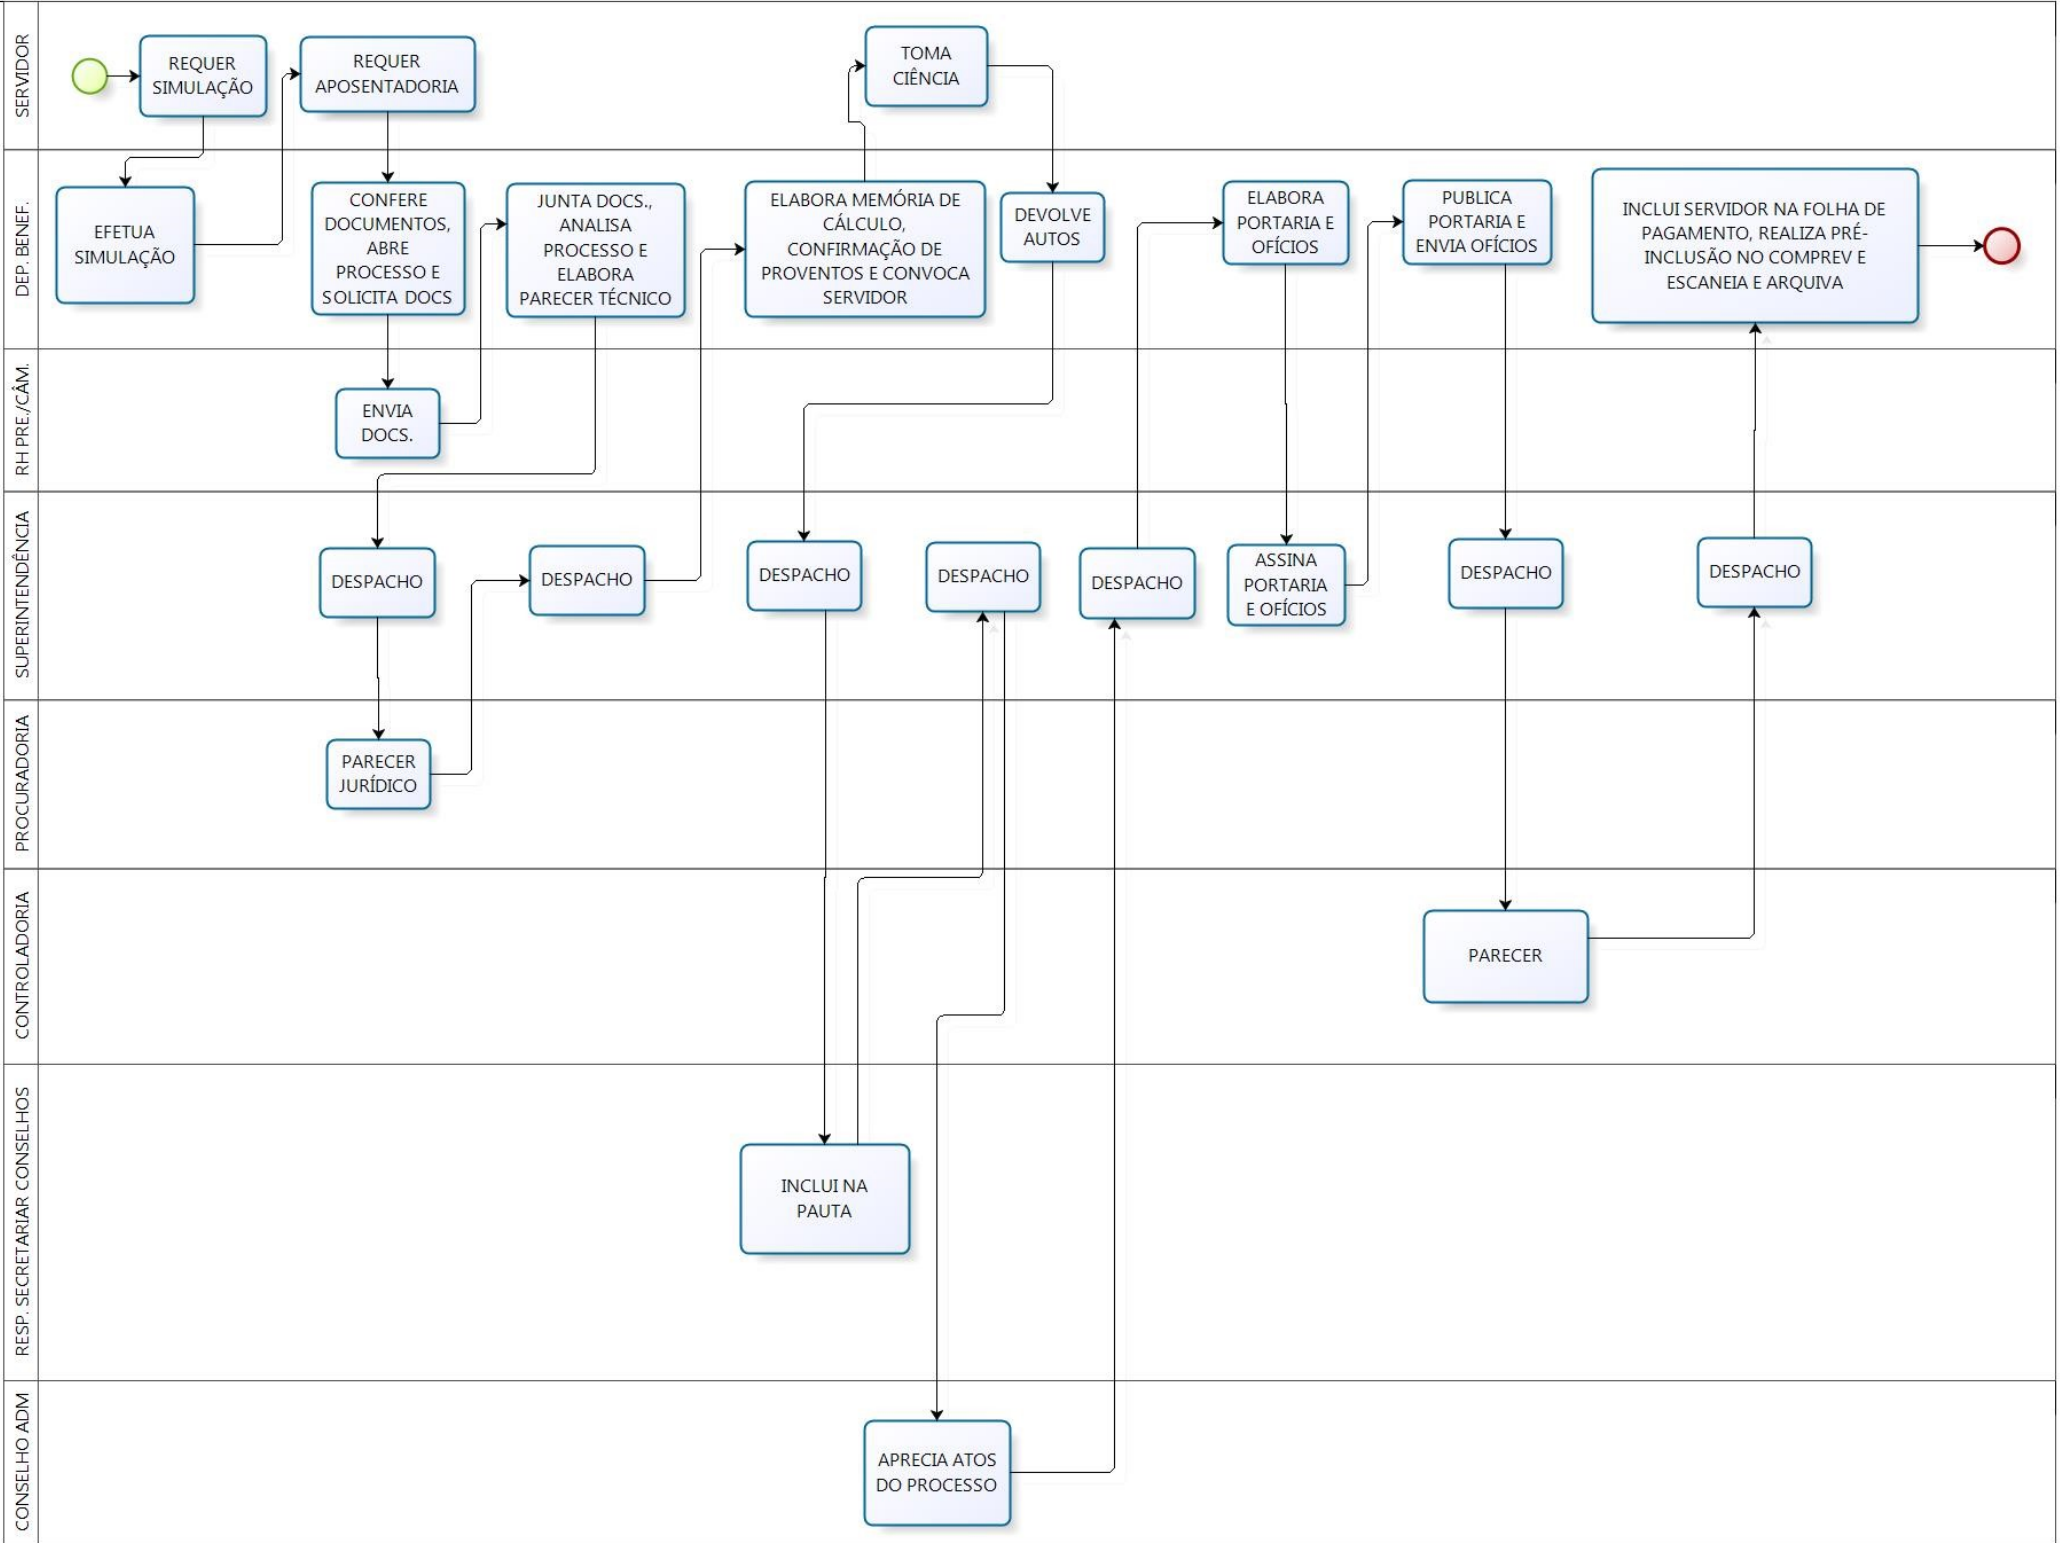 SERVIDOR
REQUER
SIMULAÇÃO
REQUER
APOSENTADORIA
TOMA
CIÊNCIA
DEP. BENEF.
EFETUA
SIMULAÇÃO
CONFERE
DOCUMENTOS,
ABRE
PROCESSO E
SOLICITA DOCS
JUNTA DOCS.,
ANALISA
PROCESSO E
ELABORA
PARECER TÉCNICO
ELABORA MEMÓRIA DE
CÁLCULO,
CONFIRMAÇÃO DE
PROVENTOS E CONVOCA
SERVIDOR
DEVOLVE
AUTOS
ELABORA
PORTARIA E
OFÍCIOS
PUBLICA
PORTARIA E
ENVIA OFÍCIOS
INCLUI SERVIDOR NA FOLHA DE
PAGAMENTO, REALIZA PRÉ-
INCLUSÃO NO COMPREV E
ESCANEIA E ARQUIVA
RH PRE./CÂM.
ENVIA
DOCS.
SUPERINTENDÊNCIA
DESPACHO
DESPACHO
DESPACHO
DESPACHO
DESPACHO
ASSINA
PORTARIA
E OFÍCIOS
DESPACHO
DESPACHO
PROCURADORIA
PARECER
JURÍDICO
CONTROLADORIA
PARECER
RESP. SECRETARIAR CONSELHOS
INCLUI NA
PAUTA
CONSELHO ADM
APRECIA ATOS
DO PROCESSO